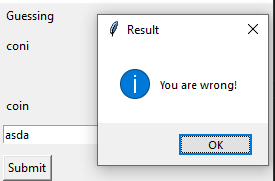 Guessing
coni
coin
asda
Submit
Result
You are wrong!
OK